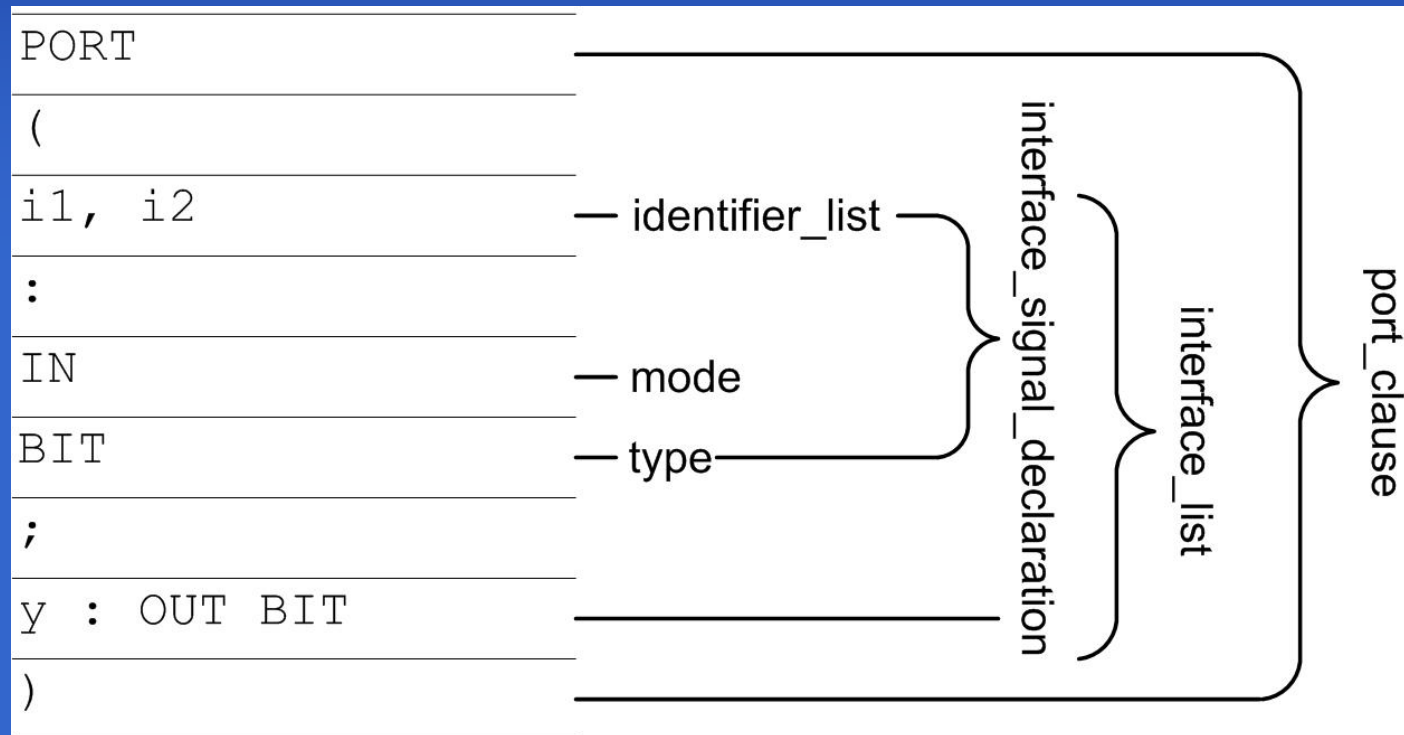 PORT
(
i1, i2
identifier_list
:
IN
mode
BIT
type
;
y : OUT BIT
)
interface_signal_declaration
interface_list
port_clause